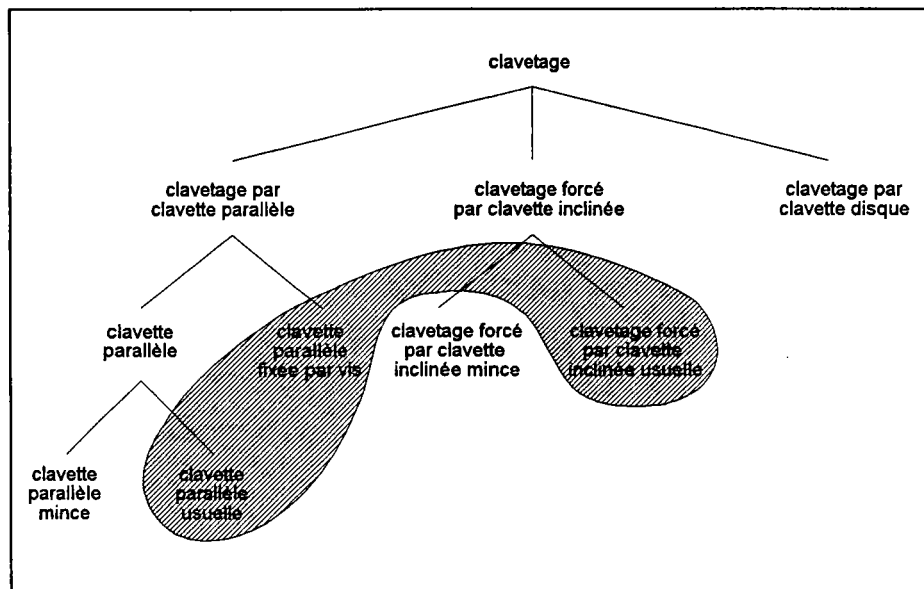 clavetage
clavetage par
clavette parallèle
clavetage forcé
par clavette inclinée
clavetage par
clavette disque
clavette
parallèle
clavette
parallèle
fixée par vis
clavetage forcé
par clavette
inclinée mince
clavetage forcé
par clavette
inclinée usuelle
clavette
parallèle
mince
clavette
parallèle
usuelle